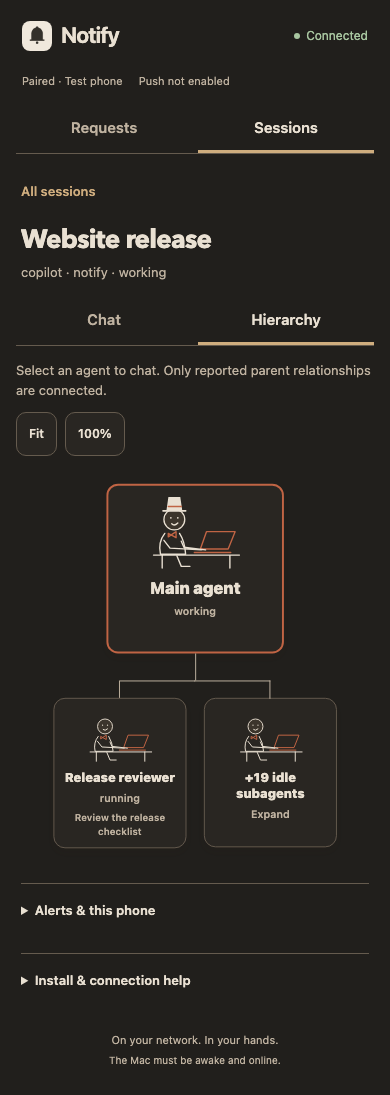 Notify
Connected
Paired · Test phone
Push not enabled
Requests
Sessions
All sessions
Website release
copilot · notify · working
Chat
Hierarchy
Select an agent to chat. Only reported parent relationships
are connected.
Fit
100%
Main agent
working
Release reviewer
running
Review the release
checklist
+19 idle
subagents
Expand
Alerts & this phone
Install & connection help
On your network. In your hands.
The Mac must be awake and online.